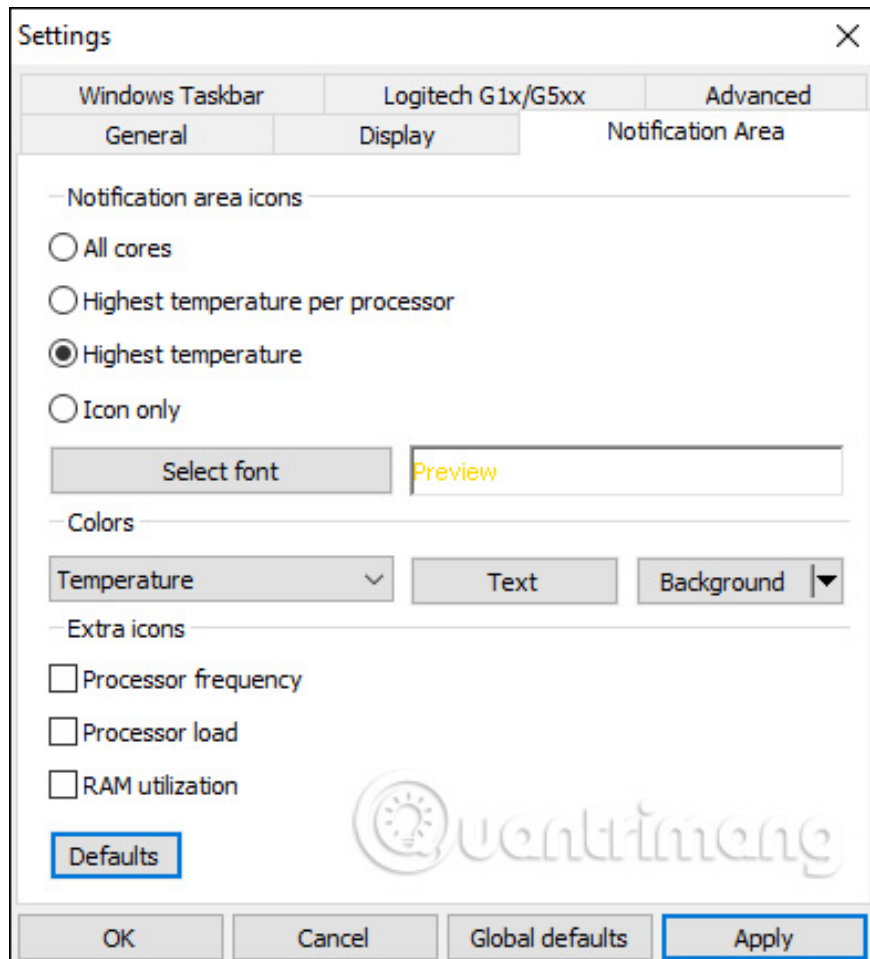 Settings
Windows Taskbar
Logitech G1x/G5xx
Advanced
General
Display
Notification Area
Notification area icons
All cores
Highest temperature per processor
Highest temperature
Icon only
Select font
Preview
Colors
Temperature
Text
Background
Extra icons
Processor frequency
Processor load
RAM utilization
Quantrimang
Defaults
OK
Cancel
Global defaults
Apply